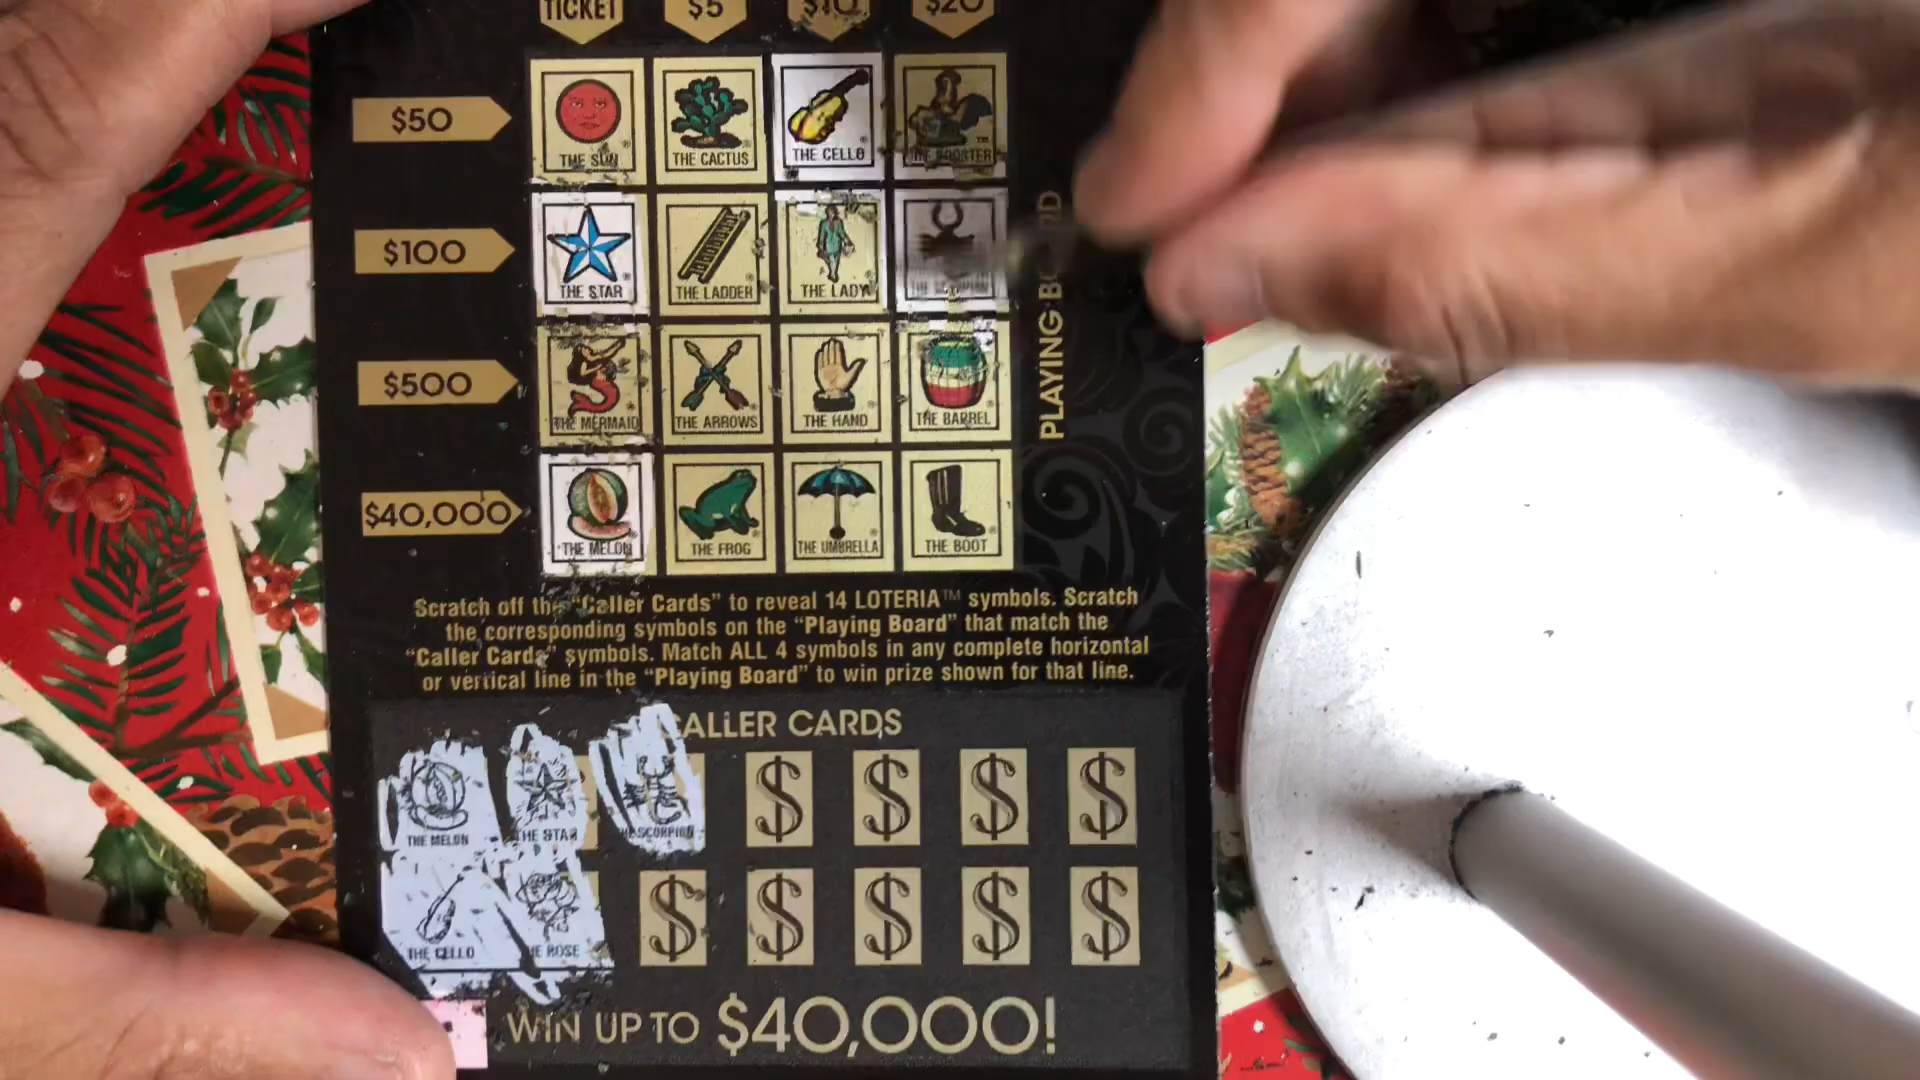 TICKET $5 $10 $20
$50 THE SUN THE CACTUS THE CELLO THE ROOSTER
$100 THE STAR THE LADDER THE LADY
$500 THE MERMAID THE ARROWS THE HAND THE BARREL
$40,000 THE MELON THE FROG THE UMBRELLA THE BOOT
PLAYING BOARD
Scratch off the "Caller Cards" to reveal 14 LOTERIA™ symbols. Scratch
the corresponding symbols on the "Playing Board" that match the
"Caller Cards" symbols. Match ALL 4 symbols in any complete horizontal
or vertical line in the "Playing Board" to win prize shown for that line.
CALLER CARDS
THE MELON THE STAR THE SCORPION $ $ $ $
THE CELLO THE ROSE $ $ $ $ $
WIN UP TO $40,000!